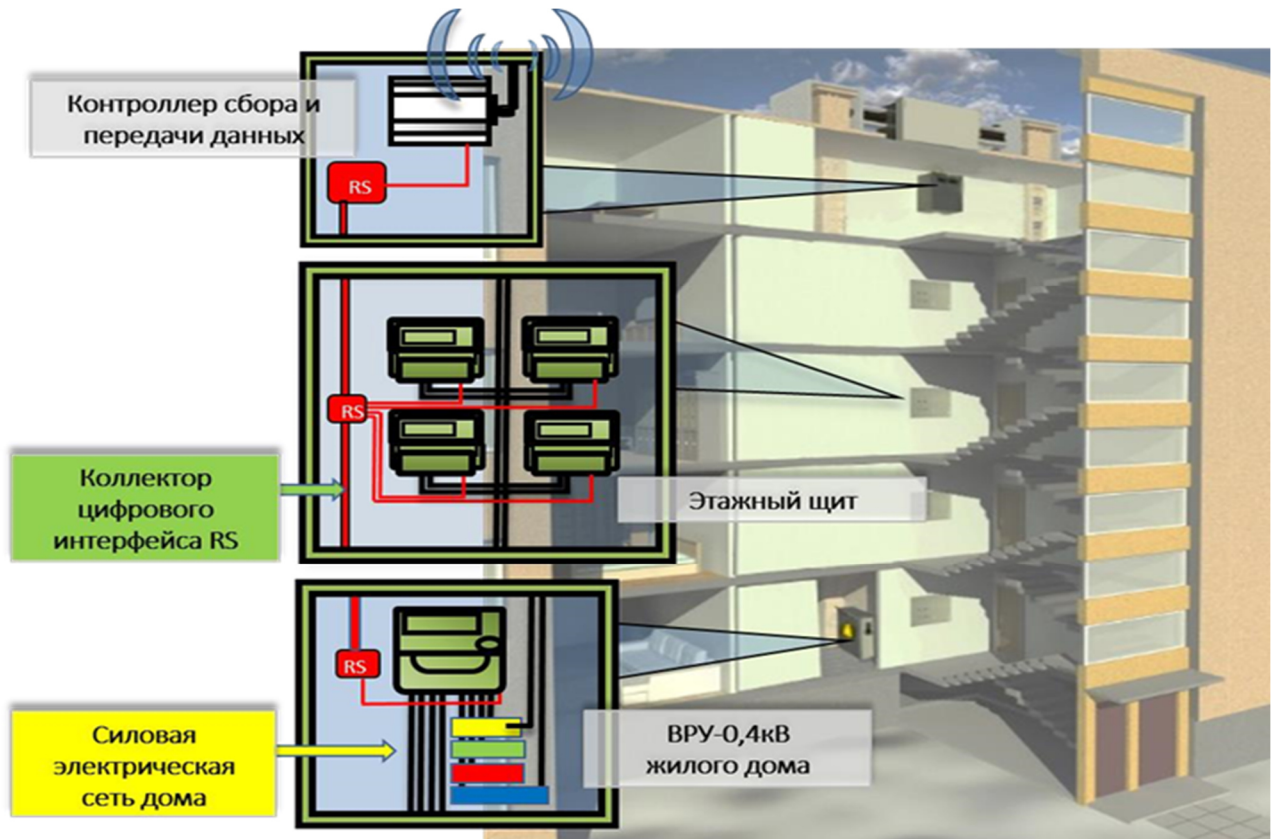 Контроллер сбора и
передачи данных
RS
RS
Коллектор
цифрового
интерфейса RS
Этажный щит
RS
Силовая
электрическая
сеть дома
ВРУ-0,4кВ
жилого дома